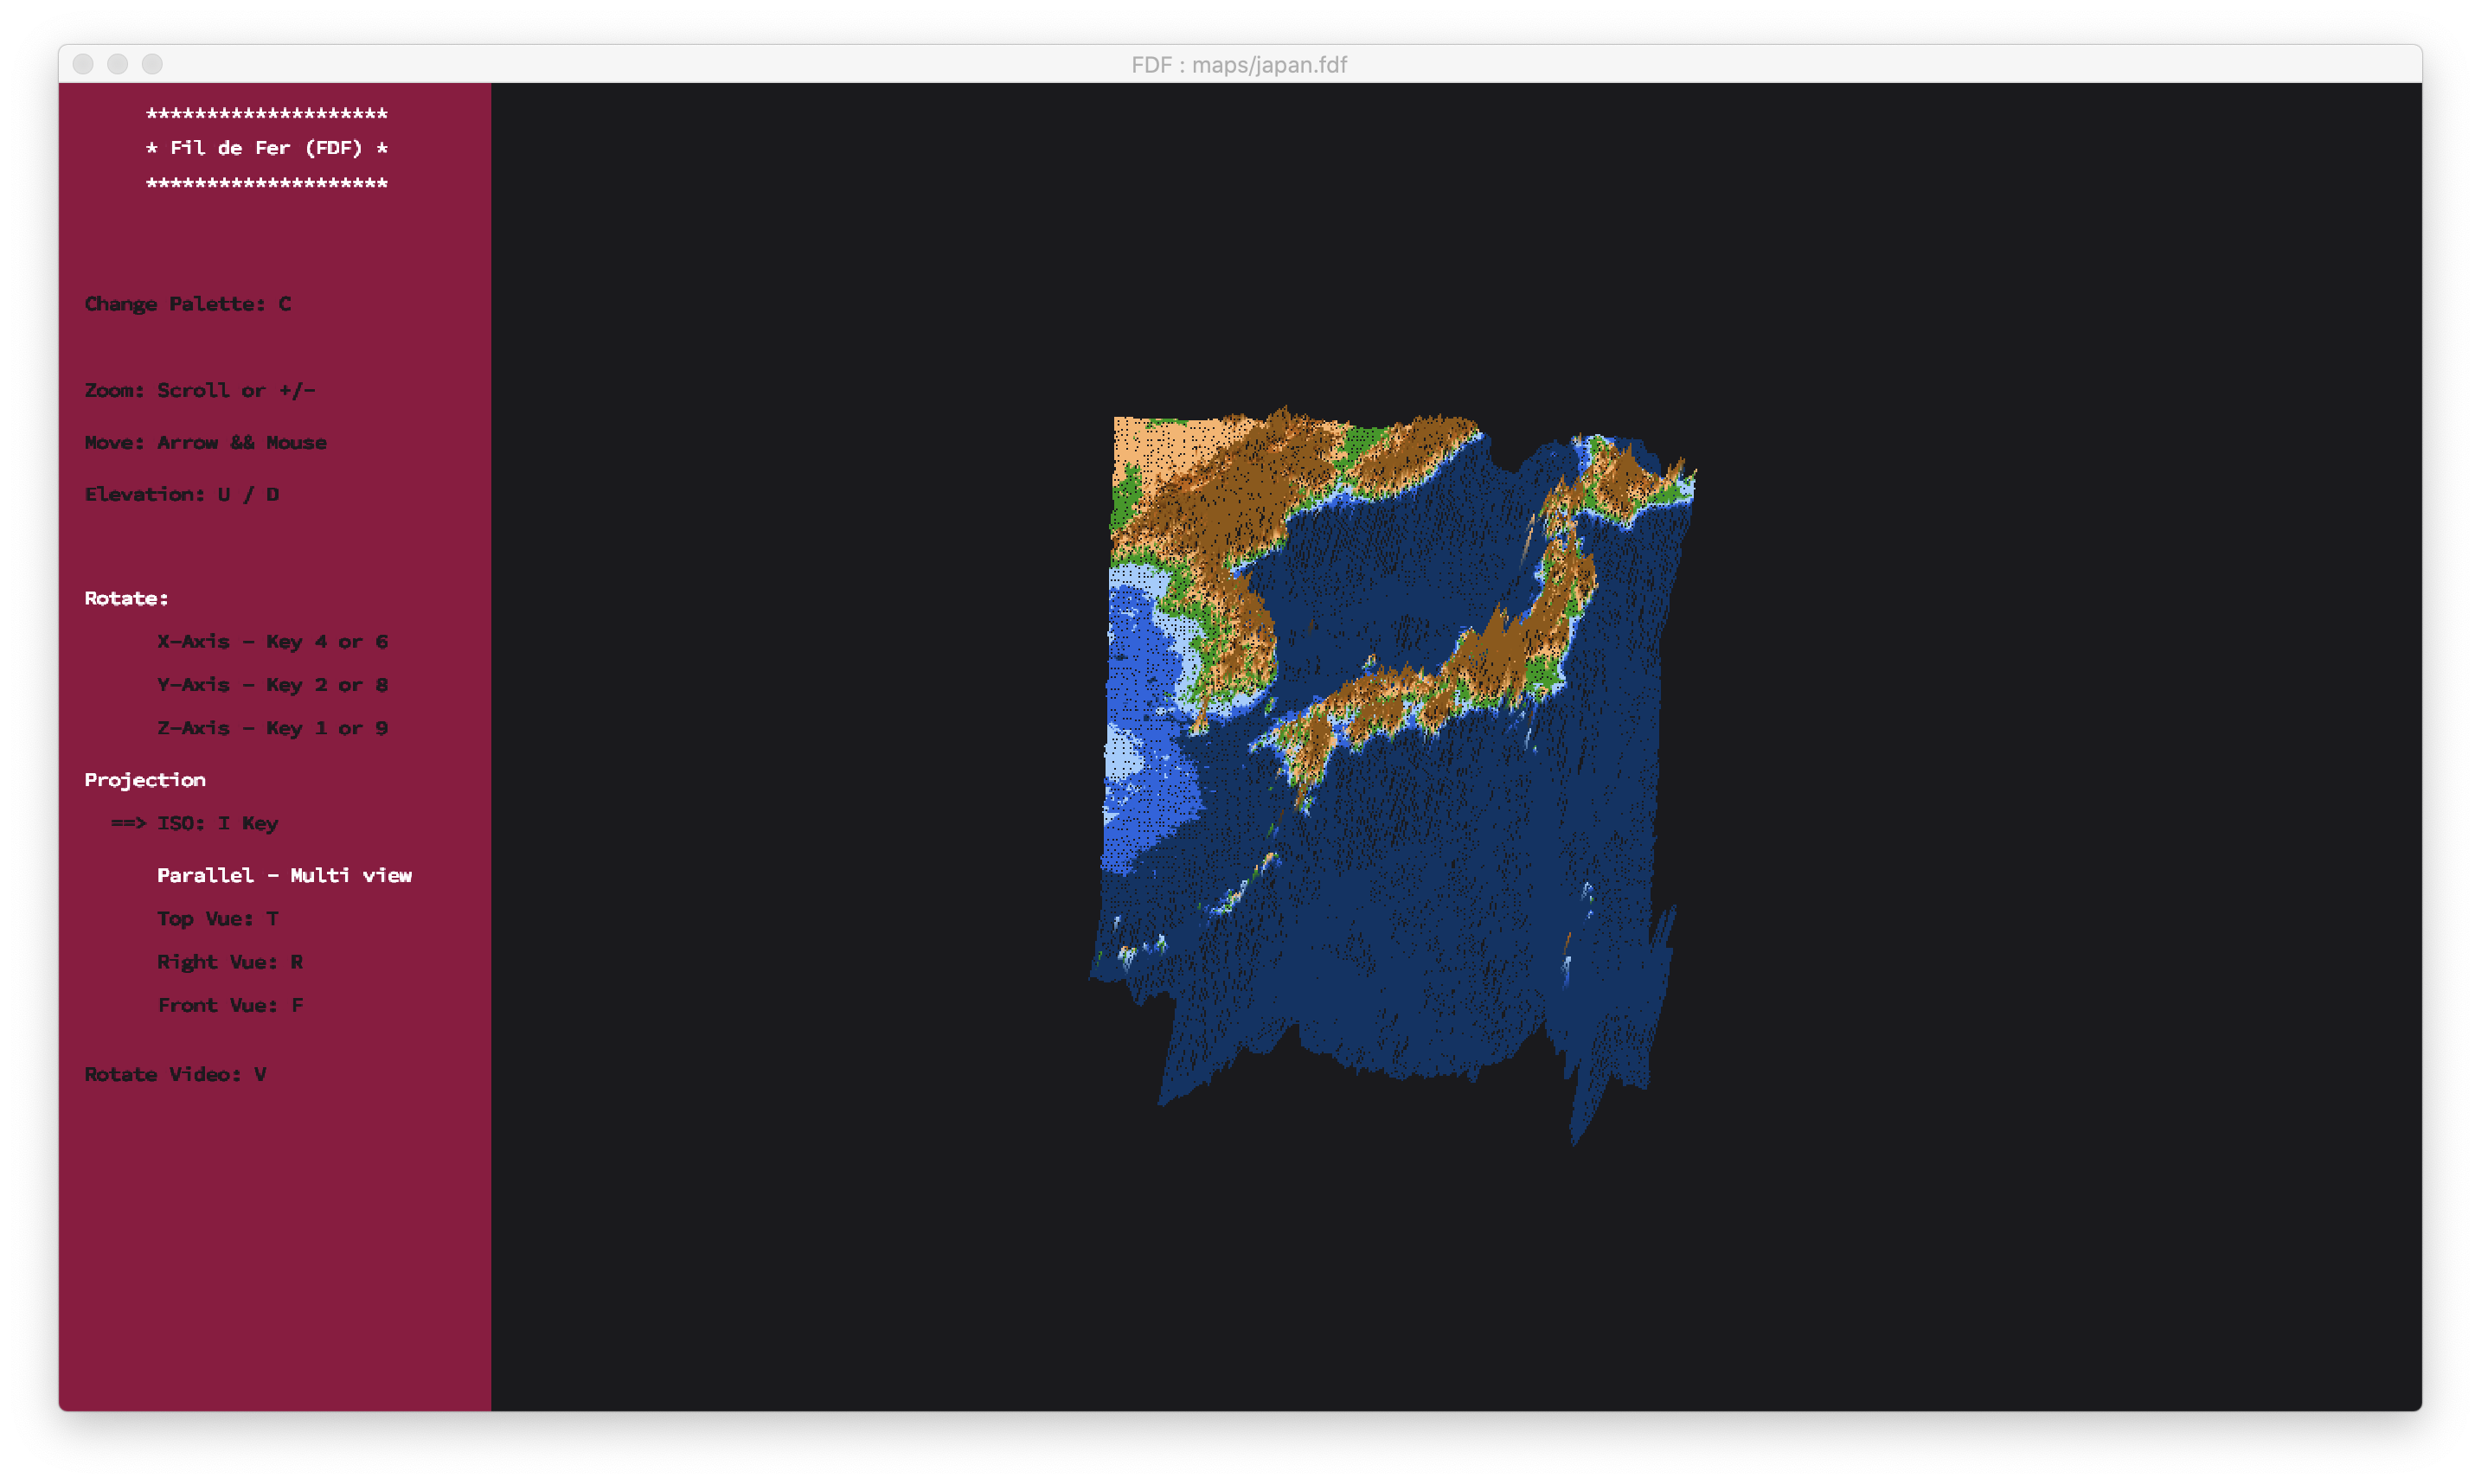 FDF : maps/japan.fdf
********************
* Fil de Fer (FDF) *
********************
Change Palette: C
Zoom: Scroll or +/-
Move: Arrow && Mouse
Elevation: U / D
Rotate:
X-Axis - Key 4 or 6
Y-Axis - Key 2 or 8
Z-Axis - Key 1 or 9
Projection
==> ISO: I Key
Parallel - Multi view
Top Vue: T
Right Vue: R
Front Vue: F
Rotate Video: V